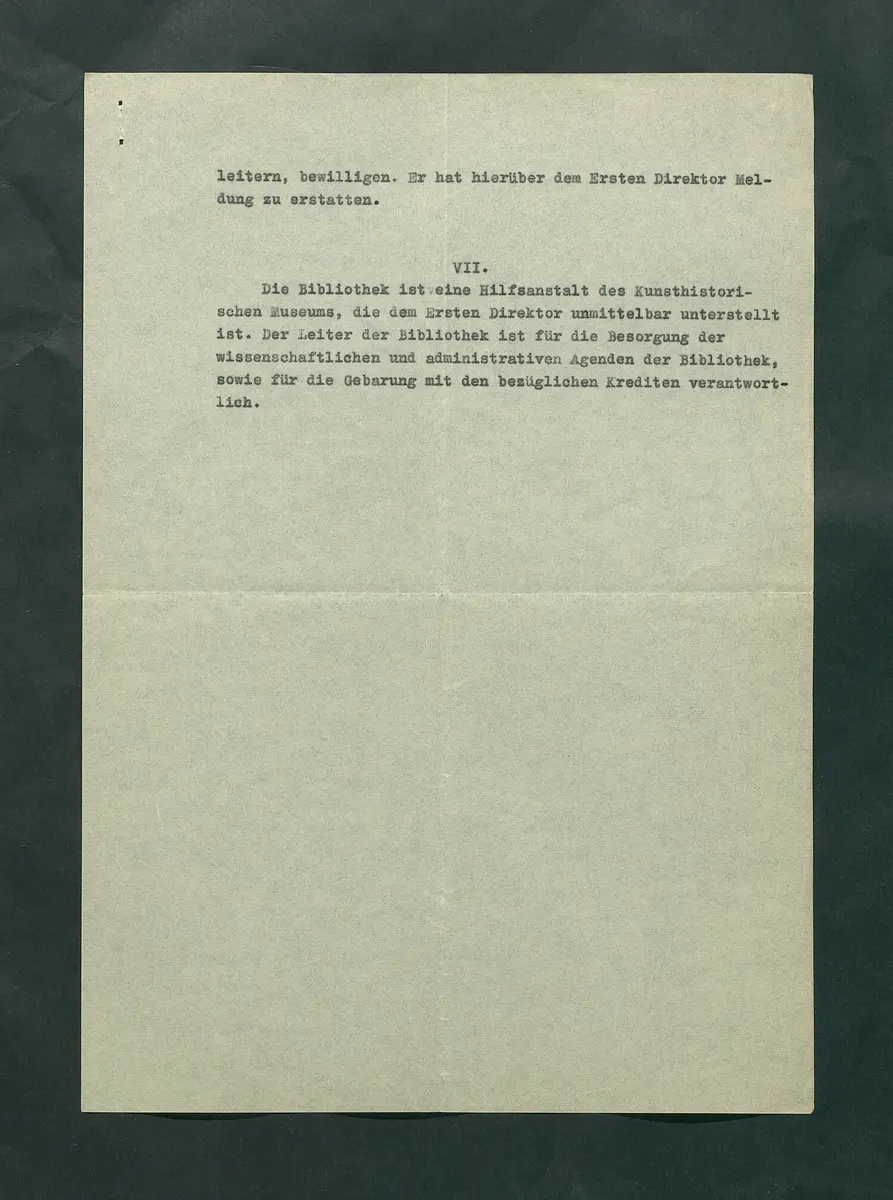 leitern, bewilligen. Er hat hierüber dem Ersten Direktor Mel-
dung zu erstatten.
VII.
Die Bibliothek ist eine Hilfsanstalt des Kunsthistori-
schen Museums, die dem Ersten Direktor unmittelbar unterstellt
ist. Der Leiter der Bibliothek ist für die Besorgung der
wissenschaftlichen und administrativen Agenden der Bibliothek,
sowie für die Gebarung mit den bezüglichen Krediten verantwort-
lich.